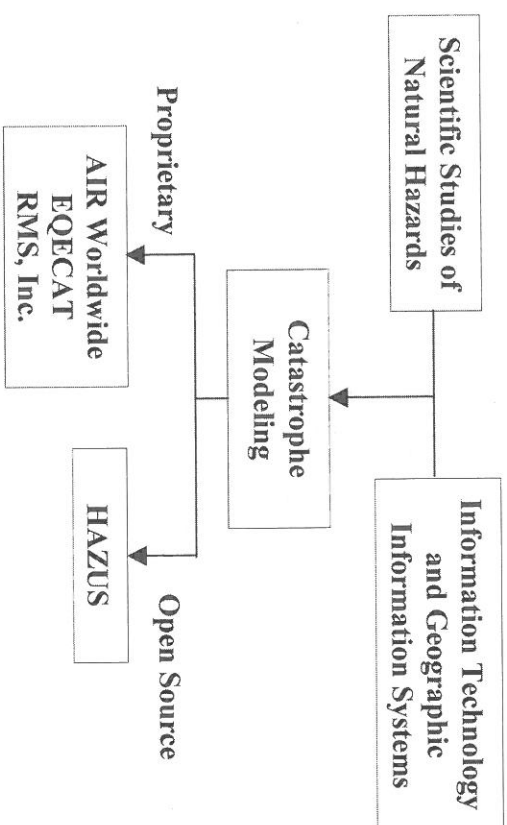 Scientific Studies of
Natural Hazards
Information Technology
and Geographic
Information Systems
Catastrophe
Modeling
Proprietary
Open Source
AIR Worldwide
EQECAT
RMS, Inc.
HAZUS